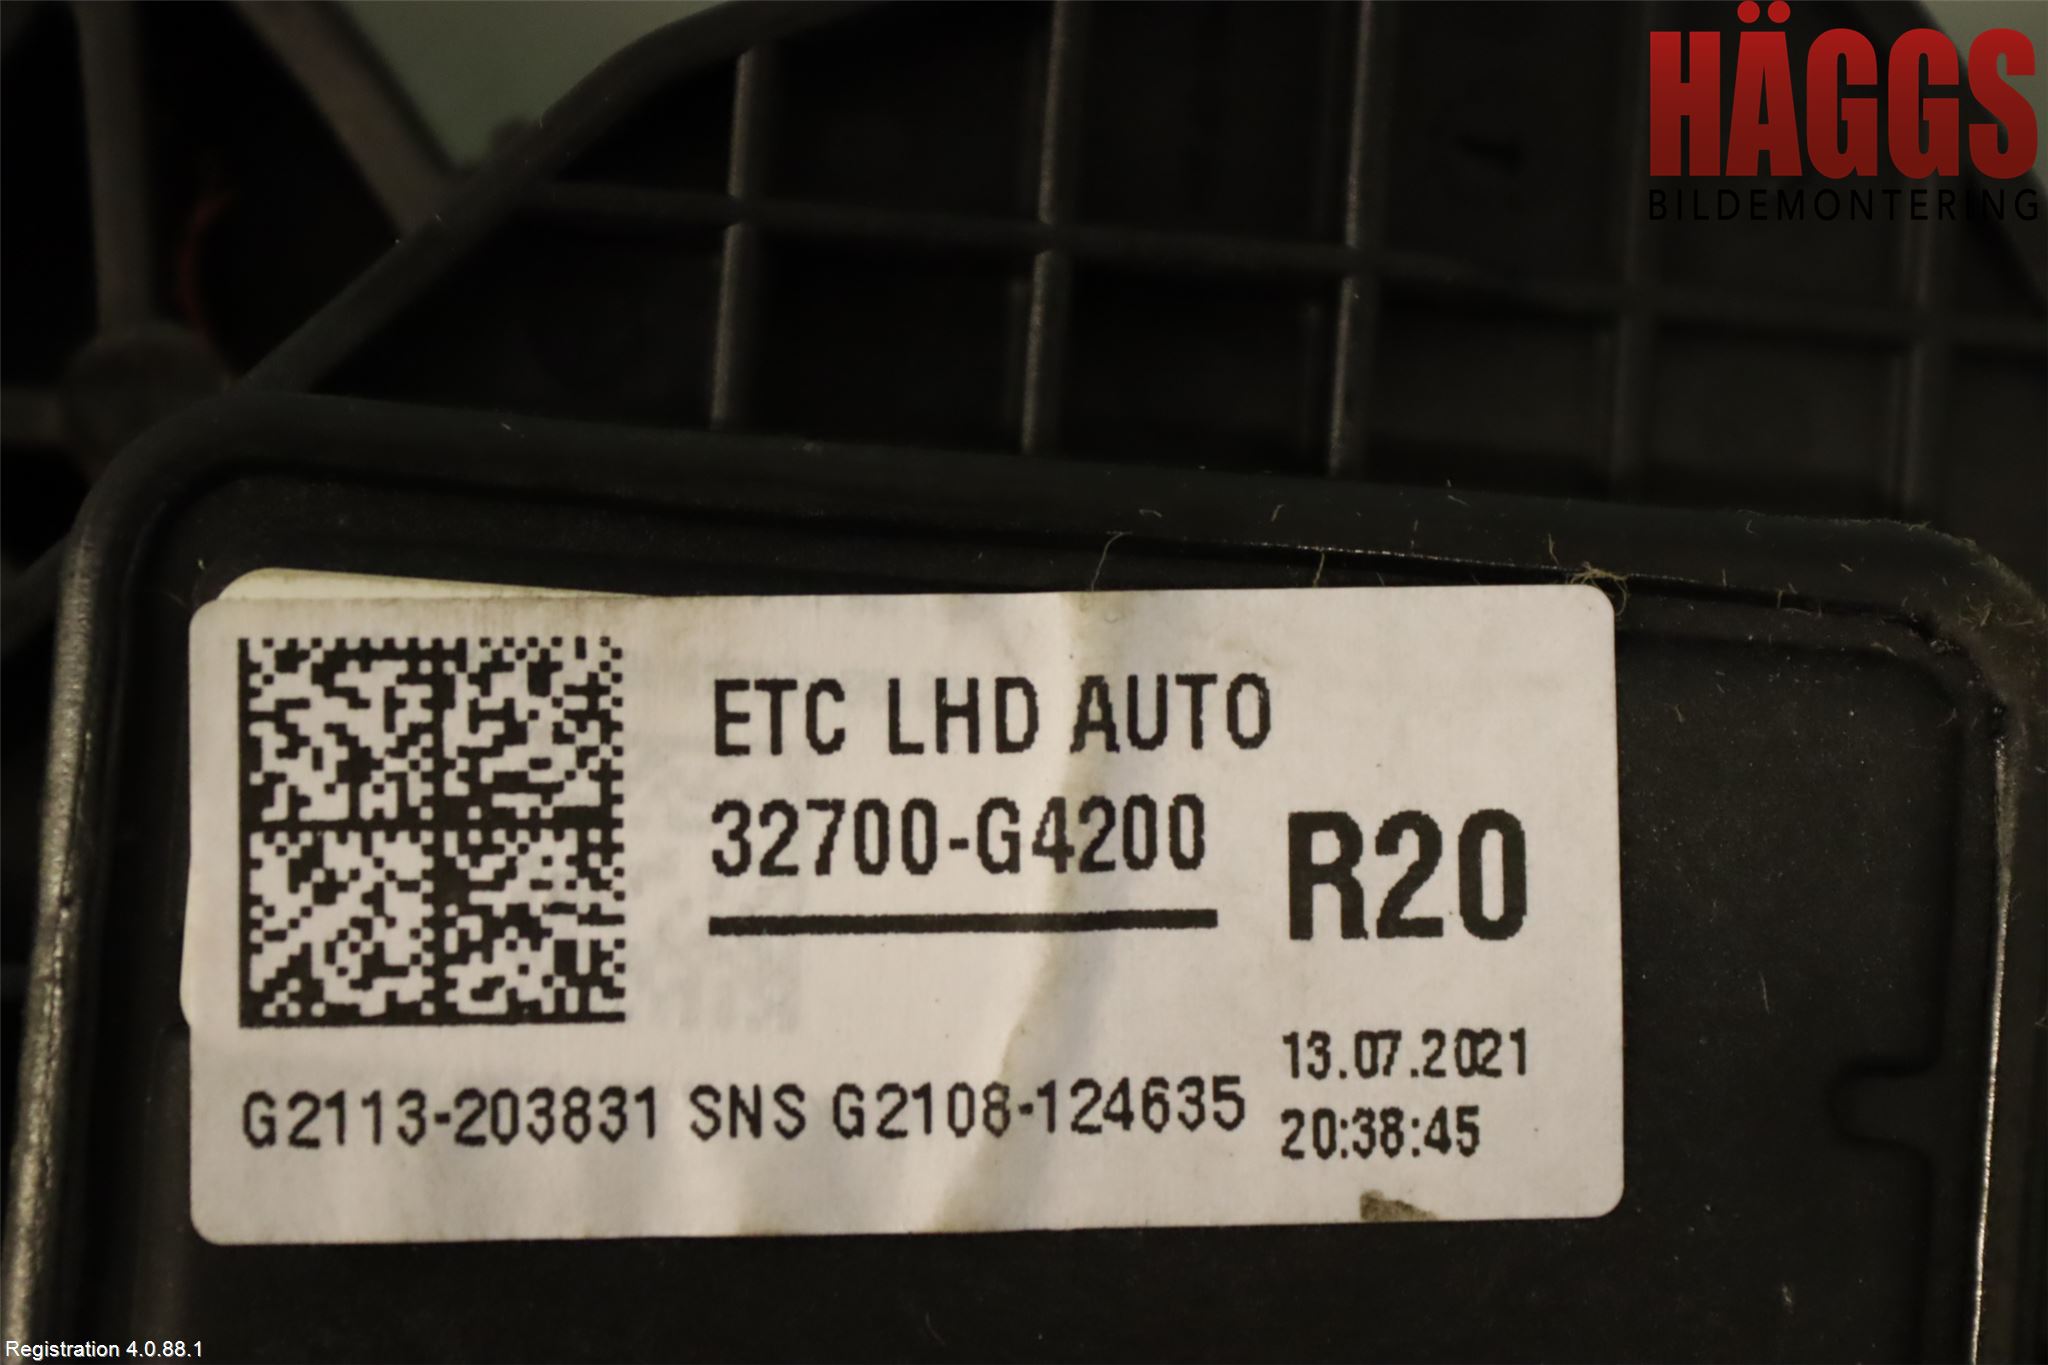 HÄGGS
BILDEMONTERING
ETC LHD AUTO
32700-G4200
R20
13.07.2021
20:38:45
G2113-203831 SNS G2108-124635
Registration 4.0.88.1